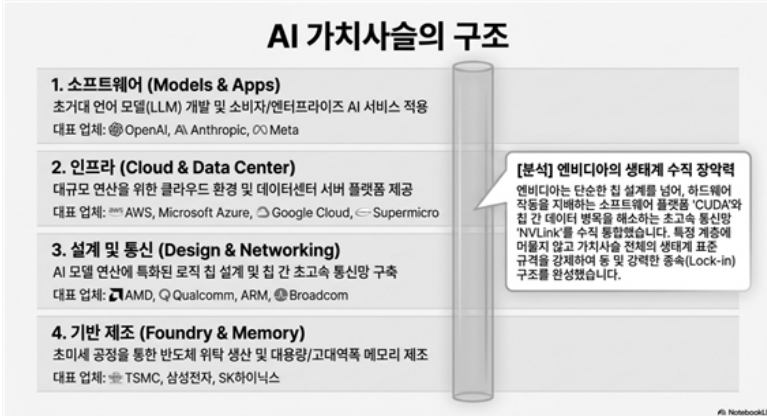 AI 가치사슬의 구조
1. 소프트웨어 (Models & Apps)
초거대 언어 모델(LLM) 개발 및 소비자/엔터프라이즈 AI 서비스 적용
대표 업체: OpenAI, Anthropic, Meta
2. 인프라 (Cloud & Data Center)
대규모 연산을 위한 클라우드 환경 및 데이터센터 서버 플랫폼 제공
대표 업체: aws AWS, Microsoft Azure, Google Cloud, Supermicro
3. 설계 및 통신 (Design & Networking)
AI 모델 연산에 특화된 로직 칩 설계 및 칩 간 초고속 통신망 구축
대표 업체: AMD, Qualcomm, ARM, Broadcom
4. 기반 제조 (Foundry & Memory)
초미세 공정을 통한 반도체 위탁 생산 및 대용량/고대역폭 메모리 제조
대표 업체: TSMC, 삼성전자, SK하이닉스
[분석] 엔비디아의 생태계 수직 장악력
엔비디아는 단순한 칩 설계를 넘어, 하드웨어
작동을 지배하는 소프트웨어 플랫폼 'CUDA'와
칩 간 데이터 병목을 해소하는 초고속 통신망
'NVLink'를 수직 통합했습니다. 특정 계층에
머물지 않고 가치사슬 전체의 생태계 표준
규격을 강제하여 동 및 강력한 종속(Lock-in)
구조를 완성했습니다.